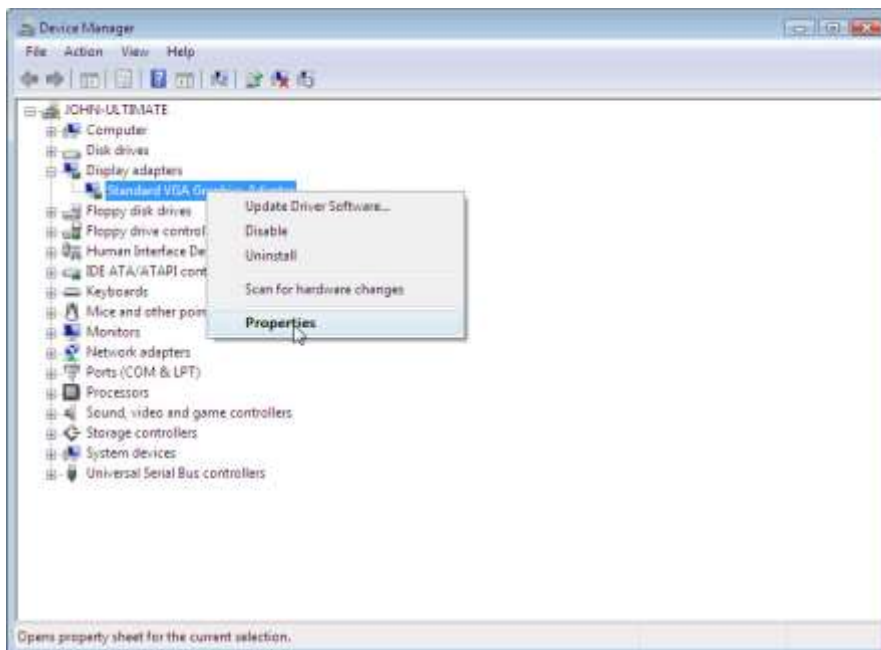 Device Manager
File Action View Help
JOHN-ULTIMATE
Computer
Disk drives
Display adapters
Standard VGA Graphics Adapter
Floppy disk drives
Floppy drive control
Human Interface De
IDE ATA/ATAPI cont
Keyboards
Mice and other poin
Monitors
Network adapters
Ports (COM & LPT)
Processors
Sound, video and game controllers
Storage controllers
System devices
Universal Serial Bus controllers
Update Driver Software...
Disable
Uninstall
Scan for hardware changes
Properties
Opens property sheet for the current selection.